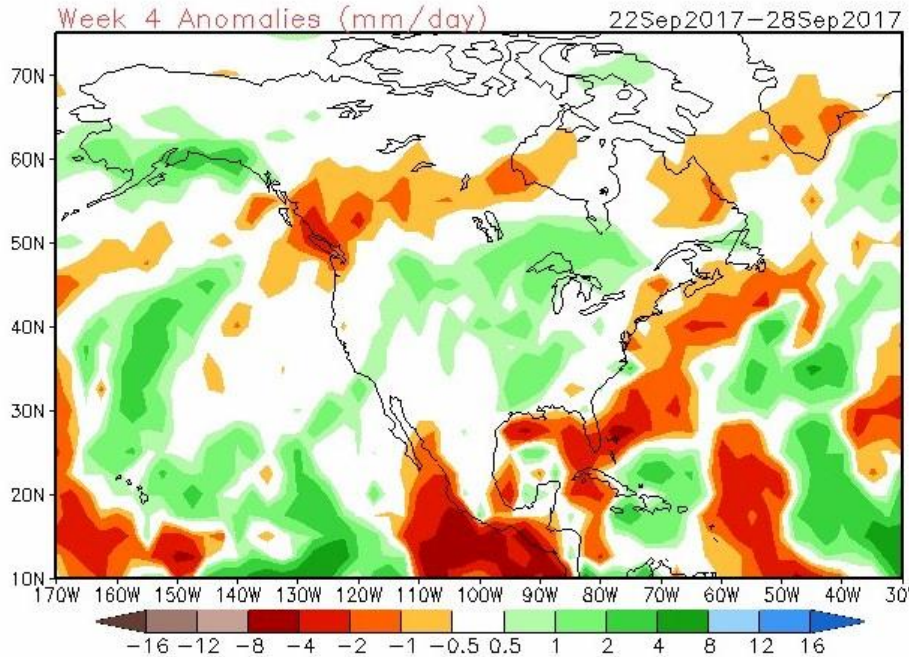 Week 4 Anomalies (mm/day) 22Sep2017-28Sep2017
70N
60N
50N
40N
30N
20N
10N
170W 160W 150W 140W 130W 120W 110W 100W 90W 80W 70W 60W 50W 40W 30W
-16 -12 -8 -4 -2 -1 -0.5 0.5 1 2 4 8 12 16